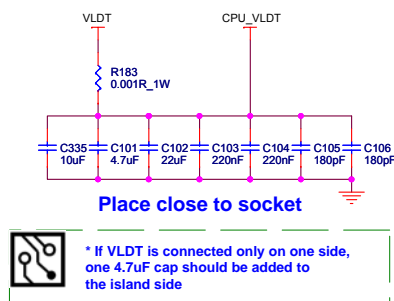 VLDT
CPU_VLDT
R183
0.001R_1W
C335
10uF
C101
4.7uF
C102
22uF
C103
220nF
C104
220nF
C105
180pF
C106
180pF
Place close to socket
* If VLDT is connected only on one side,
one 4.7uF cap should be added to
the island side